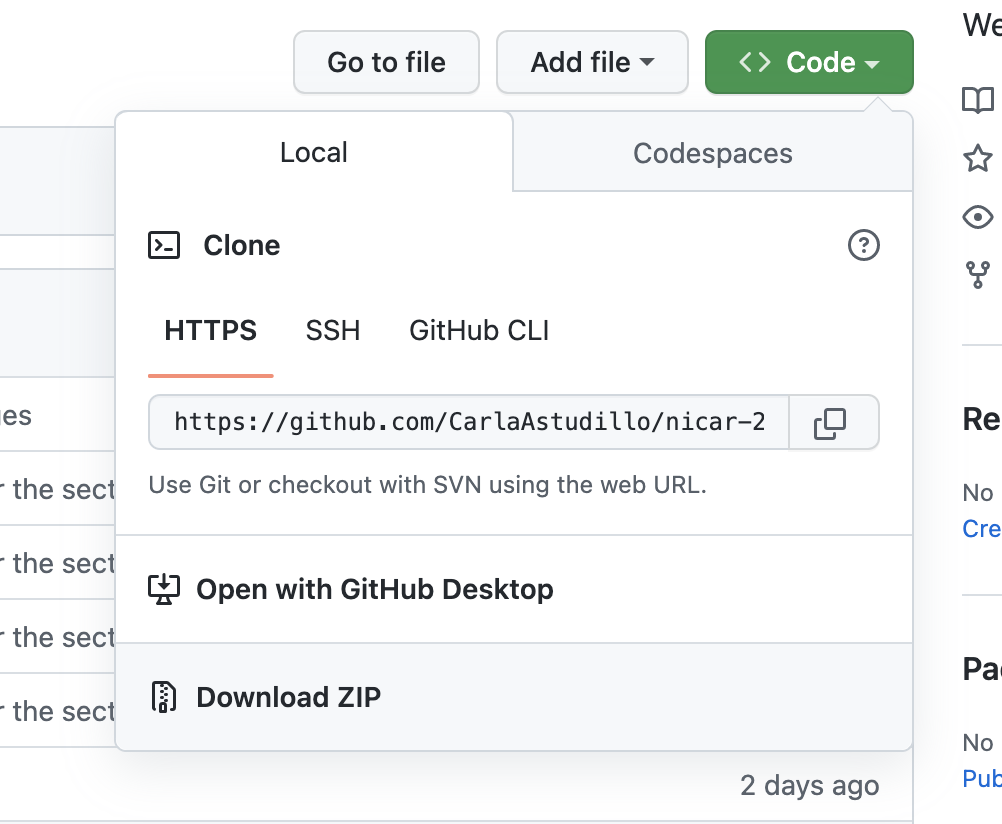 We
Go to file
Add file
<> Code
Local
Codespaces
Clone
HTTPS
SSH
GitHub CLI
https://github.com/CarlaAstudillo/nicar-2
Use Git or checkout with SVN using the web URL.
Open with GitHub Desktop
Download ZIP
es
r the sect
r the sect
r the sect
r the sect
2 days ago
Re
No
Cre
Pa
No
Pub